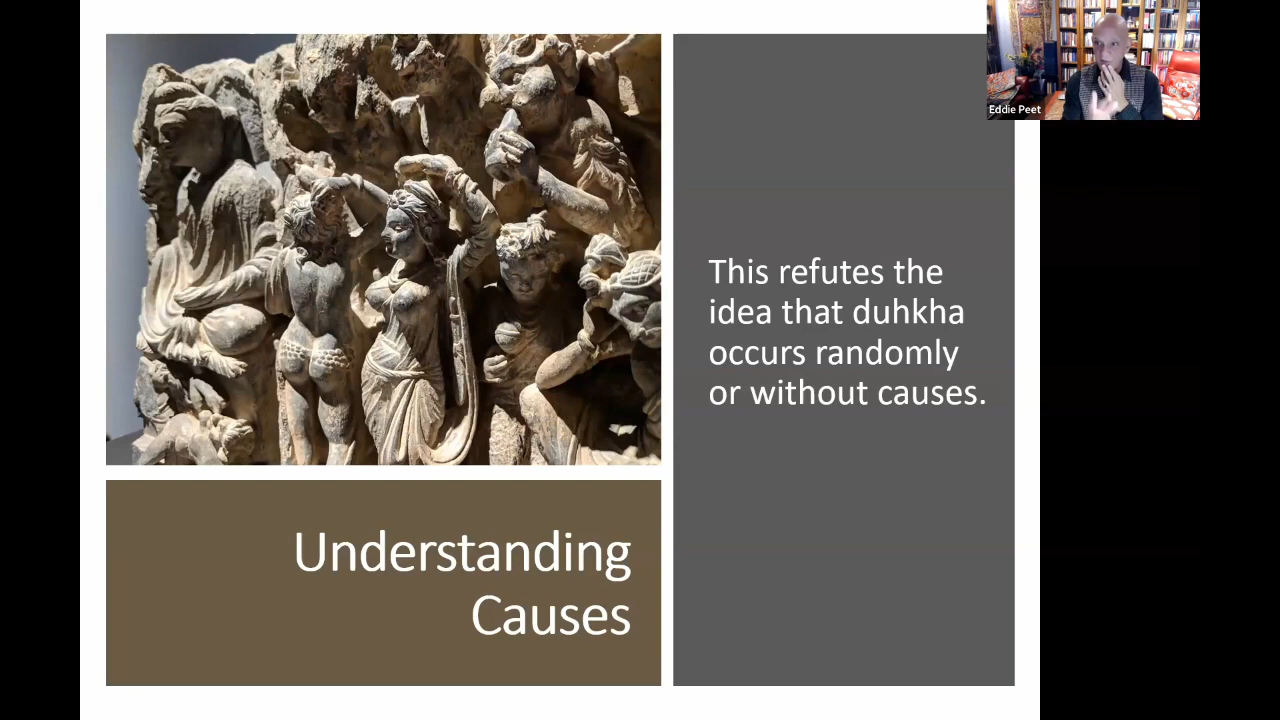 Eddie Peet
This refutes the
idea that duhkha
occurs randomly
or without causes.
Understanding
Causes